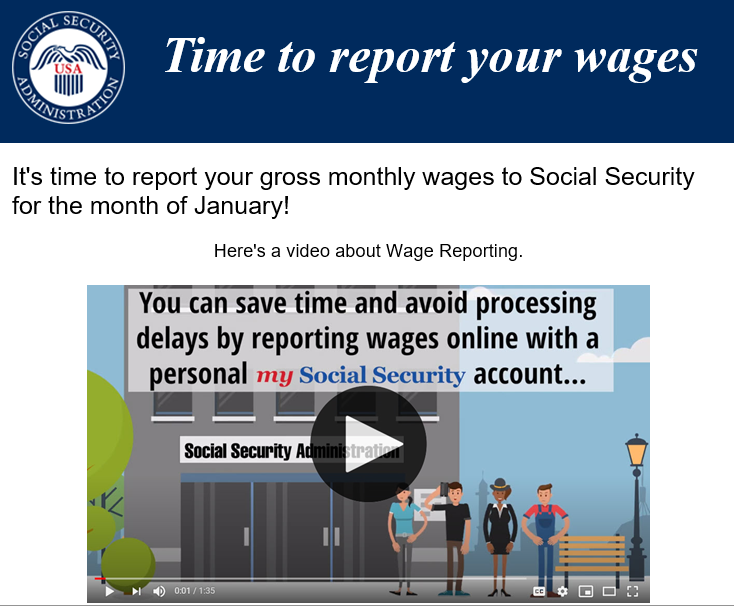 SOCIAL SECURITY
USA
ADMINISTRATION
Time to report your wages
It's time to report your gross monthly wages to Social Security
for the month of January!
Here's a video about Wage Reporting.
You can save time and avoid processing
delays by reporting wages online with a
personal my Social Security account...
Social Security Administration
0:01 / 1:35
CC